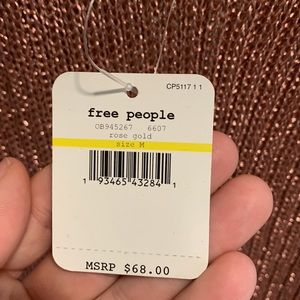 CP5117 1 1
free people
OB945267 6607
rose gold
size M
1 93465 43284 1
MSRP $68.00